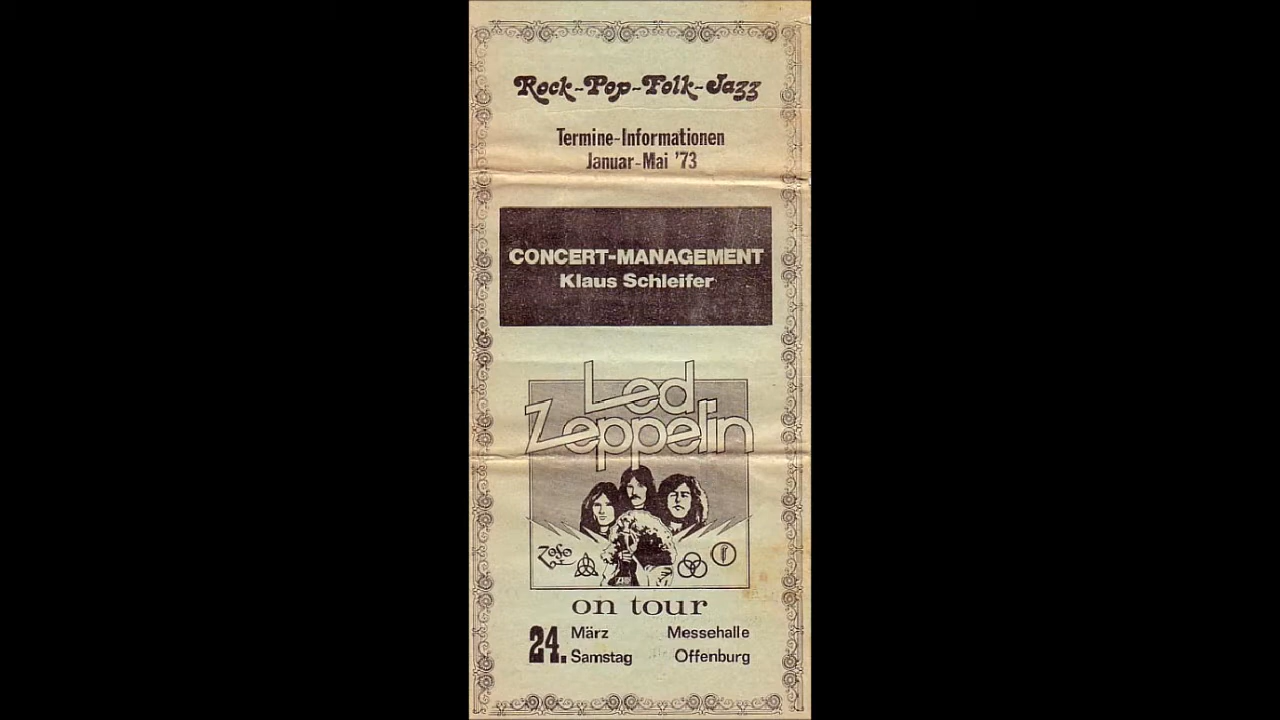 Rock-Pop-Folk-Jazz
Termine-Informationen
Januar-Mai '73
CONCERT-MANAGEMENT
Klaus Schleifer
Led
Zeppelin
ZoSo
on tour
24. März Messehalle
Samstag Offenburg